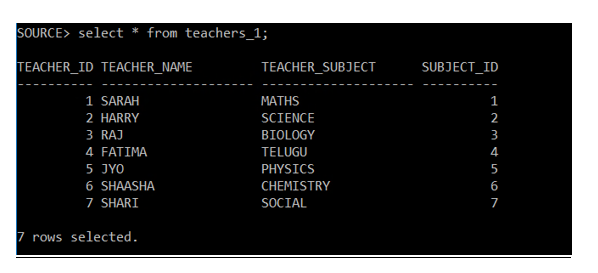 SOURCE> select * from teachers_1;
TEACHER_ID TEACHER_NAME TEACHER_SUBJECT SUBJECT_ID
---------- -------------------- -------------------- ----------
1 SARAH MATHS 1
2 HARRY SCIENCE 2
3 RAJ BIOLOGY 3
4 FATIMA TELUGU 4
5 JYO PHYSICS 5
6 SHAASHA CHEMISTRY 6
7 SHARI SOCIAL 7
7 rows selected.